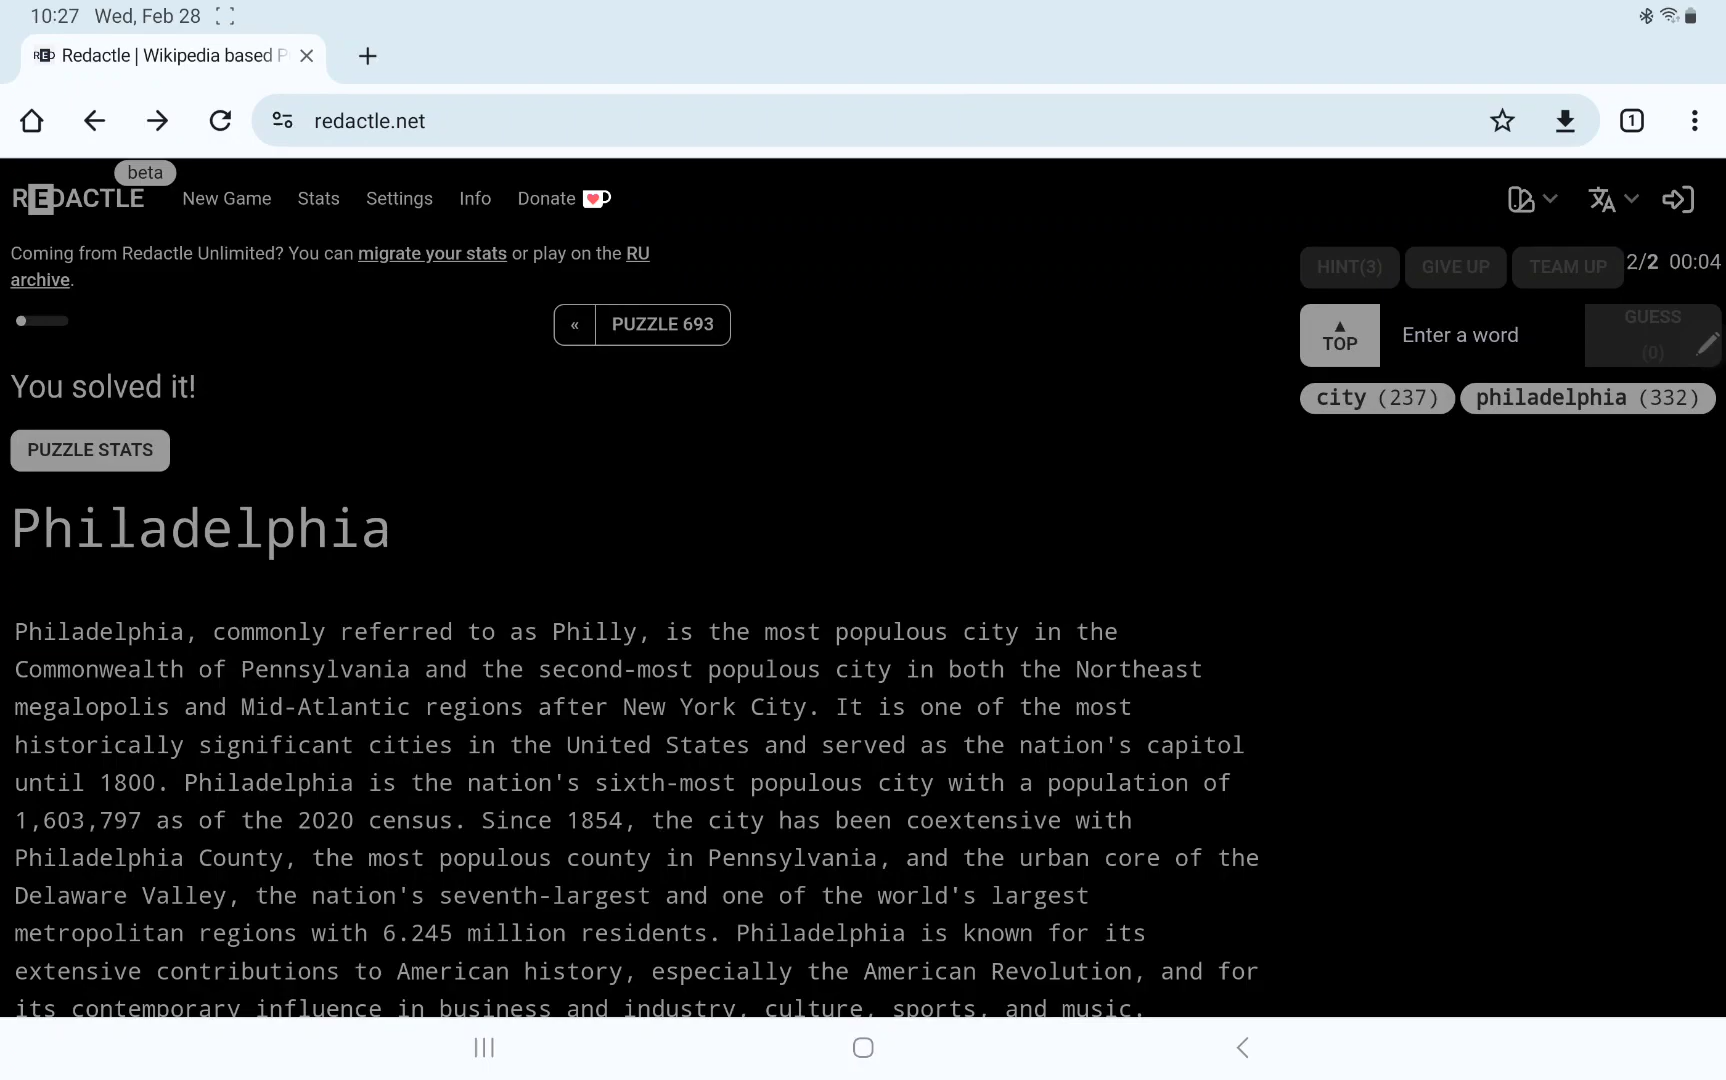 10:27 Wed, Feb 28
RED Redactle | Wikipedia based P
redactle.net
1
beta
REDACTLE New Game Stats Settings Info Donate
Coming from Redactle Unlimited? You can migrate your stats or play on the RU
archive.
HINT(3) GIVE UP TEAM UP 2/2 00:04
« PUZZLE 693
▲
TOP
Enter a word
GUESS
(0)
You solved it!
city (237) philadelphia (332)
PUZZLE STATS
Philadelphia
Philadelphia, commonly referred to as Philly, is the most populous city in the
Commonwealth of Pennsylvania and the second-most populous city in both the Northeast
megalopolis and Mid-Atlantic regions after New York City. It is one of the most
historically significant cities in the United States and served as the nation's capitol
until 1800. Philadelphia is the nation's sixth-most populous city with a population of
1,603,797 as of the 2020 census. Since 1854, the city has been coextensive with
Philadelphia County, the most populous county in Pennsylvania, and the urban core of the
Delaware Valley, the nation's seventh-largest and one of the world's largest
metropolitan regions with 6.245 million residents. Philadelphia is known for its
extensive contributions to American history, especially the American Revolution, and for
its contemporary influence in business and industry, culture, sports, and music.